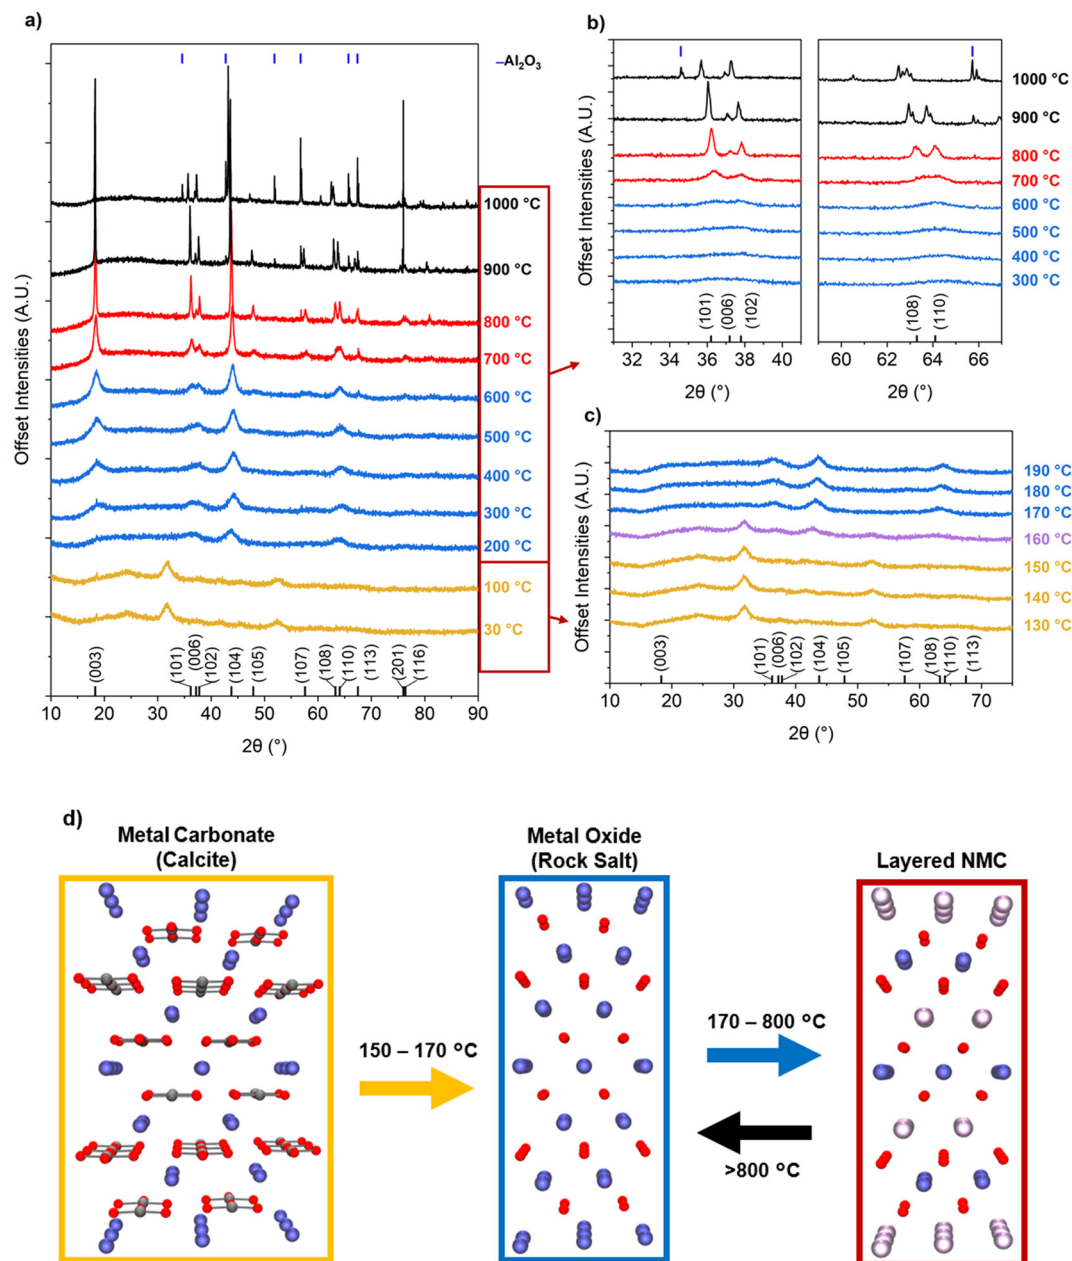 a)
–Al₂O₃
Offset Intensities (A.U.)
1000 °C
900 °C
800 °C
700 °C
600 °C
500 °C
400 °C
300 °C
200 °C
100 °C
30 °C
(003)
(101)
(006)
(102)
(104)
(105)
(107)
(108)
(110)
(113)
(201)
(116)
10 20 30 40 50 60 70 80 90
2θ (°)
b)
Offset Intensities (A.U.)
1000 °C
900 °C
800 °C
700 °C
600 °C
500 °C
400 °C
300 °C
(101)
(006)
(102)
(108)
(110)
32 34 36 38 40
60 62 64 66
2θ (°)
2θ (°)
c)
Offset Intensities (A.U.)
190 °C
180 °C
170 °C
160 °C
150 °C
140 °C
130 °C
(003)
(101)
(006)
(102)
(104)
(105)
(107)
(108)
(110)
(113)
10 20 30 40 50 60 70
2θ (°)
d)
Metal Carbonate
(Calcite)
Metal Oxide
(Rock Salt)
Layered NMC
150 – 170 °C
170 – 800 °C
>800 °C